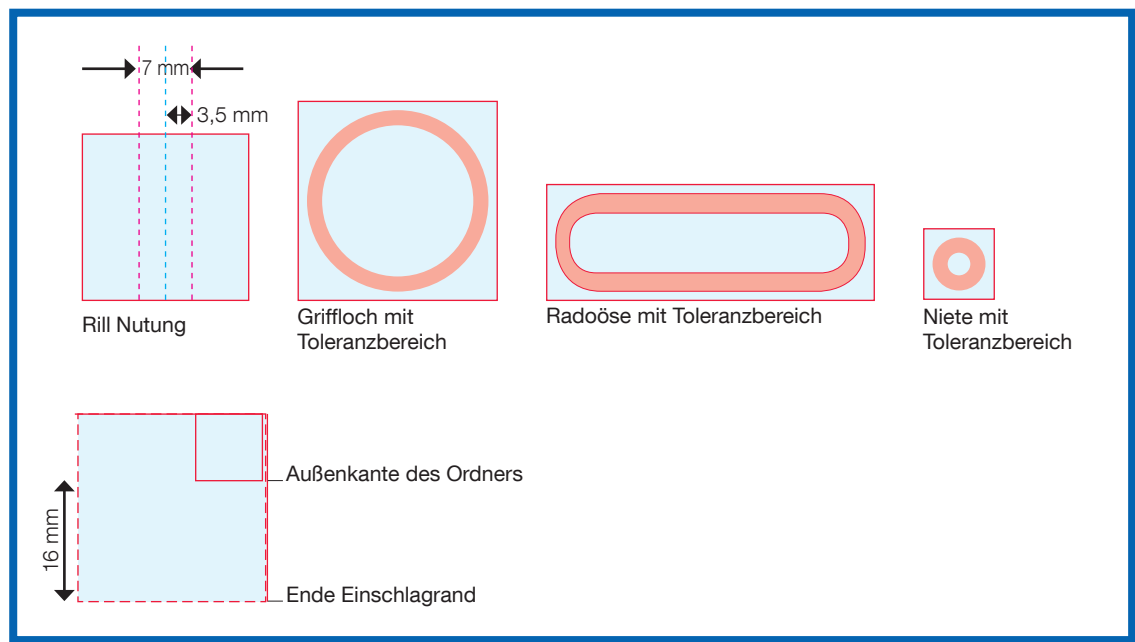 7 mm
3,5 mm
Rill Nutung
Griffloch mit
Toleranzbereich
Radoöse mit Toleranzbereich
Niete mit
Toleranzbereich
Außenkante des Ordners
16 mm
Ende Einschlagrand